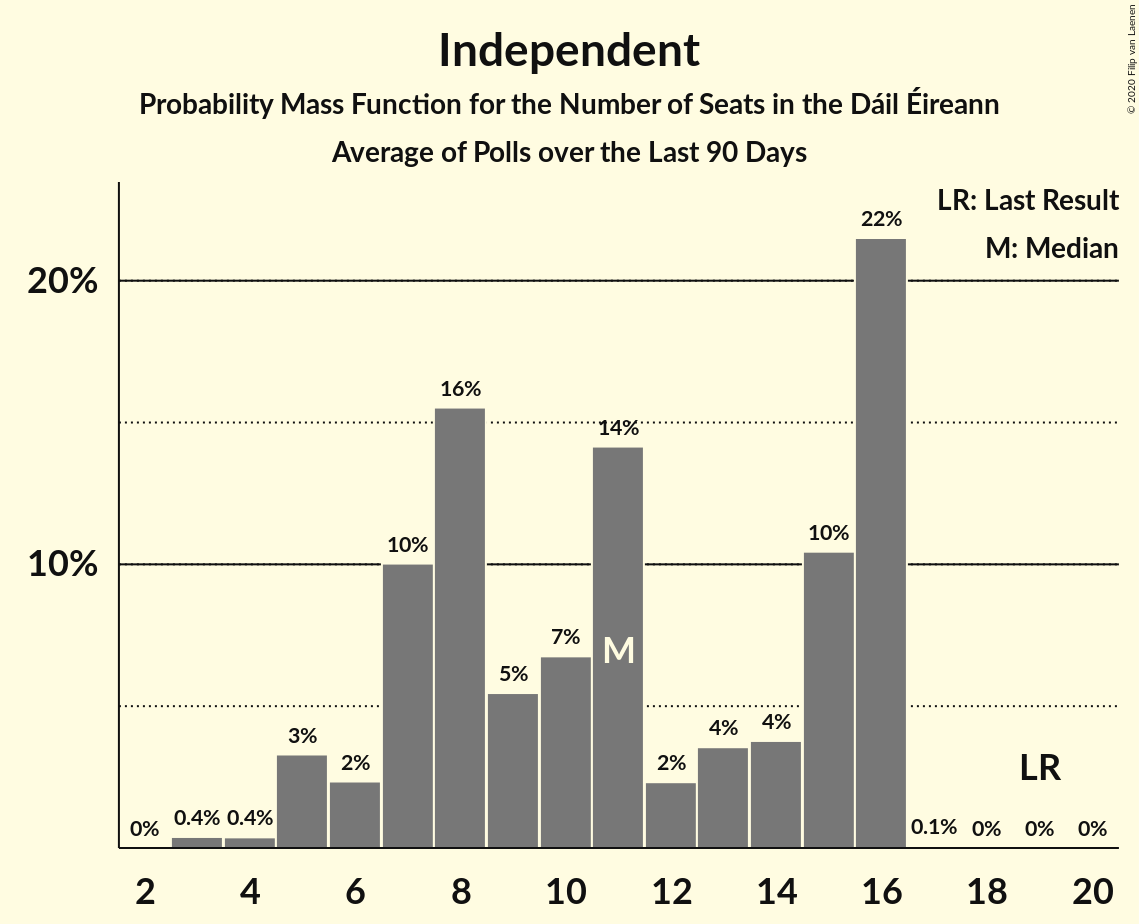 Independent
Probability Mass Function for the Number of Seats in the Dáil Éireann
Average of Polls over the Last 90 Days
© 2020 Filip van Laenen
LR: Last Result
M: Median
20%
10%
0%
0.4%
0.4%
3%
2%
10%
16%
5%
7%
14%
2%
4%
4%
10%
22%
0.1%
0%
0%
0%
M
LR
2 4 6 8 10 12 14 16 18 20